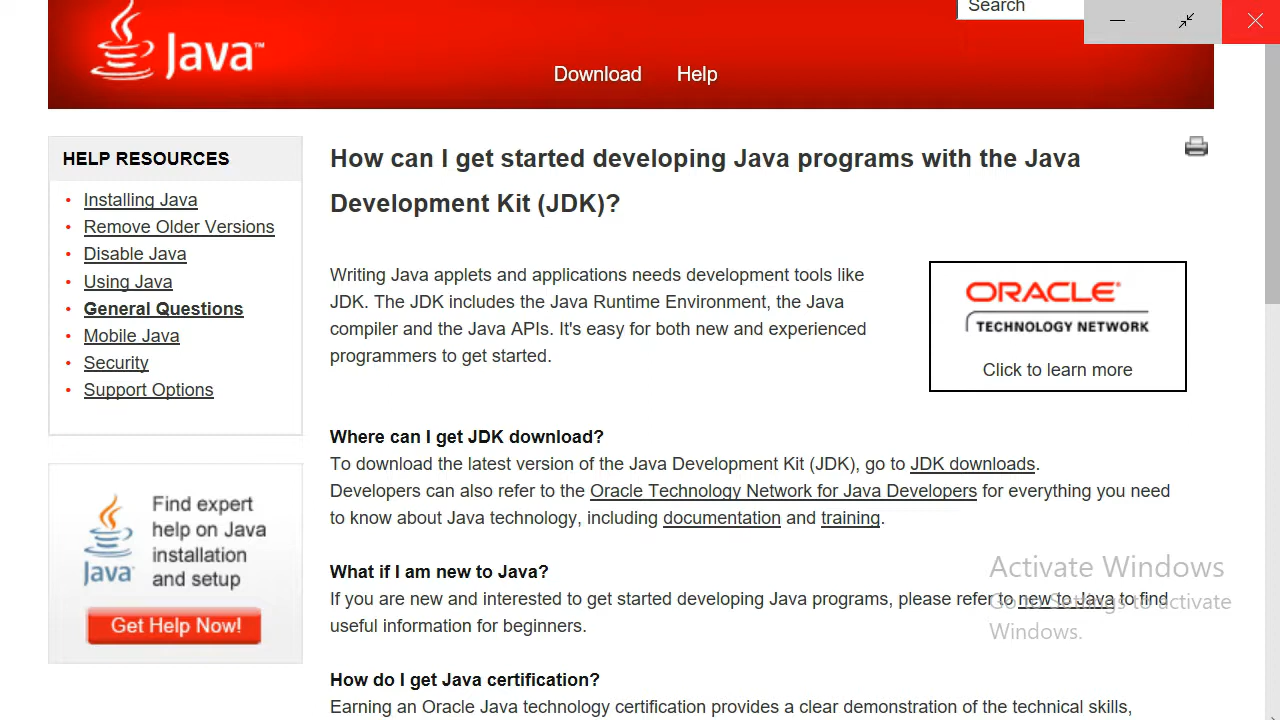 Search
Java™
Download Help
HELP RESOURCES
• Installing Java
• Remove Older Versions
• Disable Java
• Using Java
• General Questions
• Mobile Java
• Security
• Support Options
Find expert
help on Java
installation
and setup
Java™
Get Help Now!
How can I get started developing Java programs with the Java
Development Kit (JDK)?
Writing Java applets and applications needs development tools like
JDK. The JDK includes the Java Runtime Environment, the Java
compiler and the Java APIs. It's easy for both new and experienced
programmers to get started.
ORACLE®
TECHNOLOGY NETWORK
Click to learn more
Where can I get JDK download?
To download the latest version of the Java Development Kit (JDK), go to JDK downloads.
Developers can also refer to the Oracle Technology Network for Java Developers for everything you need
to know about Java technology, including documentation and training.
What if I am new to Java?
If you are new and interested to get started developing Java programs, please refer to new to Java to find
useful information for beginners.
How do I get Java certification?
Earning an Oracle Java technology certification provides a clear demonstration of the technical skills,
Activate Windows
Go to Settings to activate
Windows.